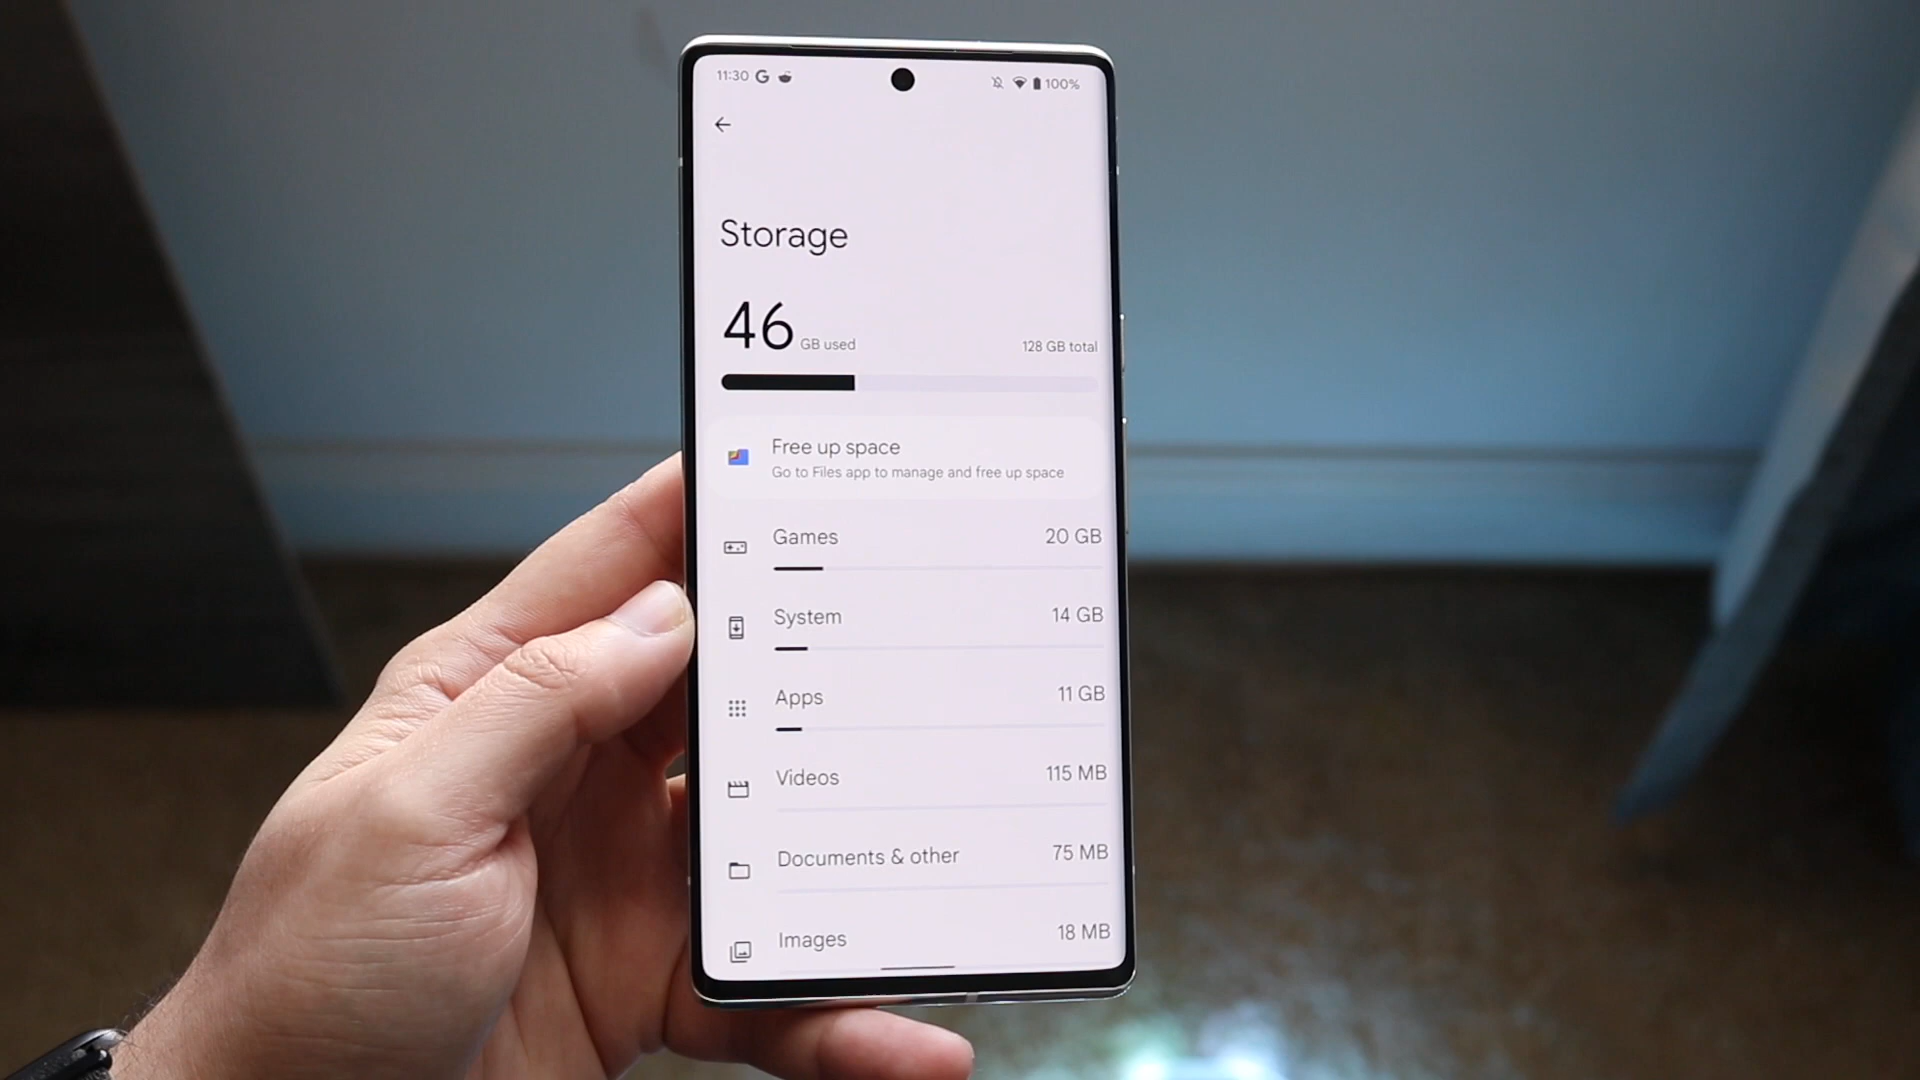 11:30 G 100%
Storage
46 GB used 128 GB total
Free up space
Go to Files app to manage and free up space
Games 20 GB
System 14 GB
Apps 11 GB
Videos 115 MB
Documents & other 75 MB
Images 18 MB